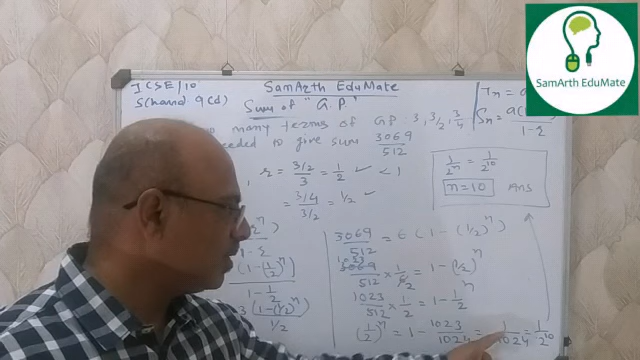 ICSE/10
SamArth EduMate
S(hand 9(d)
Sum of "G.P."
many terms of G.P. 3, 3/2, 3/4
needed to give sum 3069/512
r = (3/2)/3 = 1/2 ✓ < 1
= (3/4)/(3/2) = 1/2 ✓
(1-(1/2)^n)/(1-1/2)
3(1-(1/2)^n)/(1/2)
3069/512 = 6(1-(1/2)^n)
3069/512 × 1/6 = 1-(1/2)^n
1023/512 × 1/2 = 1-1/2^n
(1/2)^n = 1-1023/1024 = 1/1024 = 1/2^10
1/2^n = 1/2^10
n=10 Ans
Sn =
1-r
SamArth EduMate